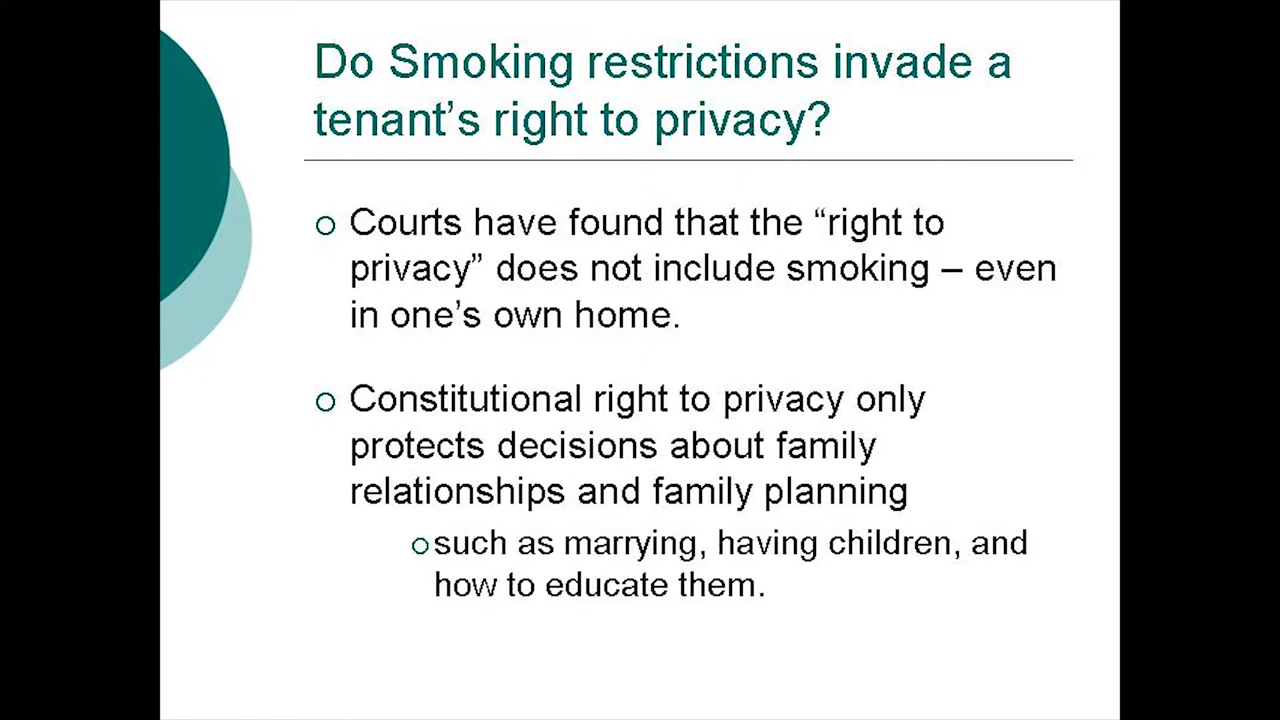 Do Smoking restrictions invade a
tenant’s right to privacy?
Courts have found that the “right to
privacy” does not include smoking – even
in one’s own home.
Constitutional right to privacy only
protects decisions about family
relationships and family planning
such as marrying, having children, and
how to educate them.